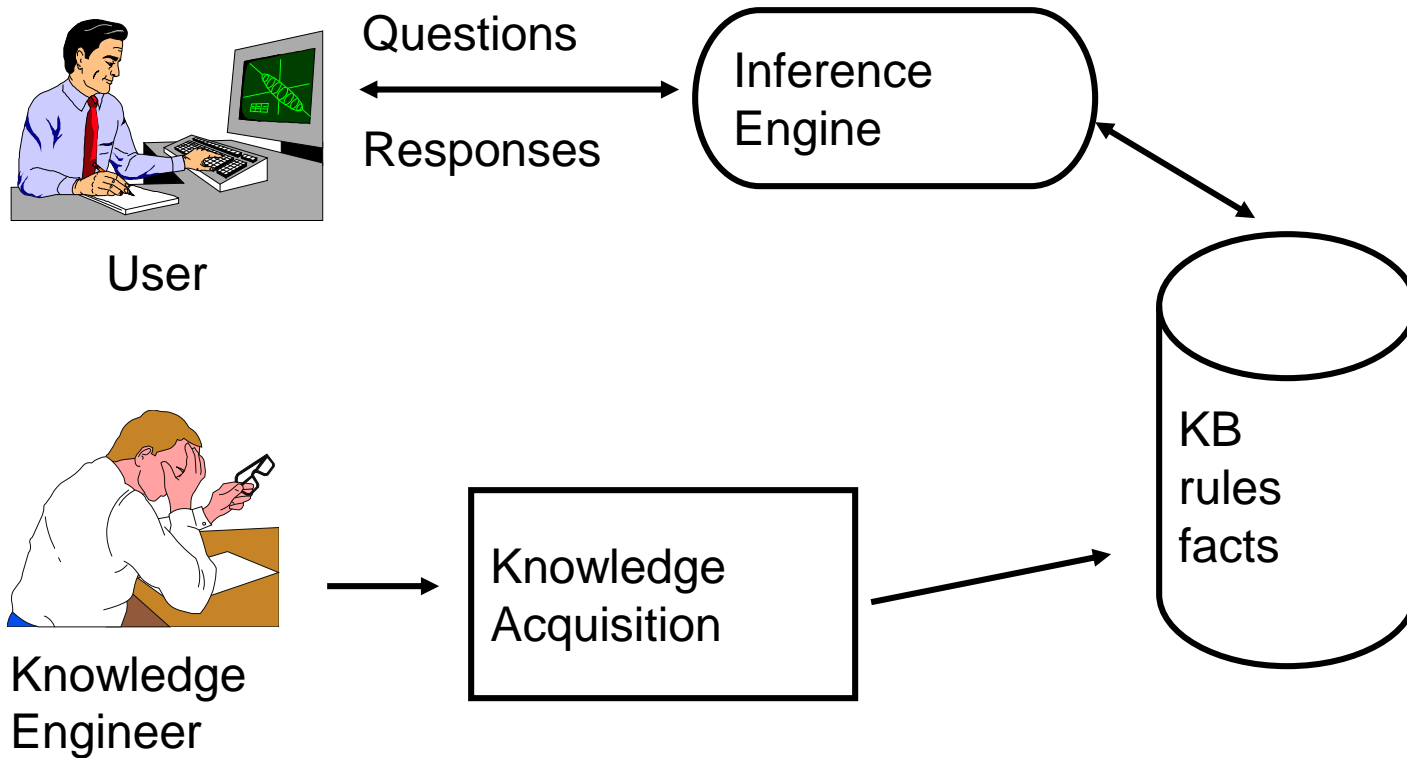 Questions
Responses
Inference
Engine
User
KB
rules
facts
Knowledge
Acquisition
Knowledge
Engineer